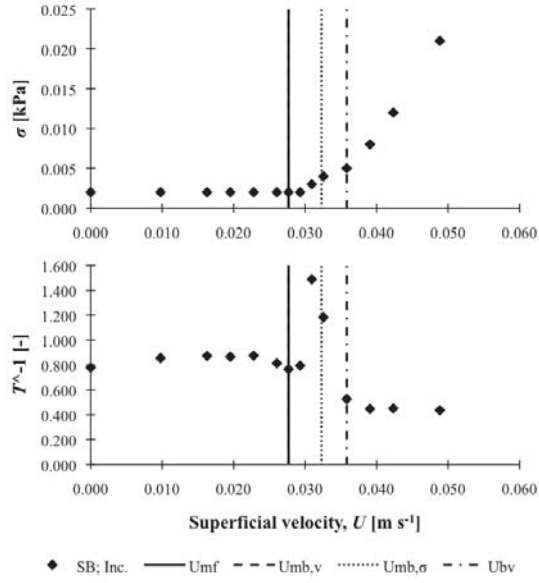 0.025
0.020
0.015
0.010
0.005
0.000
σ [kPa]
0.000 0.010 0.020 0.030 0.040 0.050 0.060
1.600
1.400
1.200
1.000
0.800
0.600
0.400
0.200
0.000
T^-1 [-]
0.000 0.010 0.020 0.030 0.040 0.050 0.060
Superficial velocity, U [m s⁻¹]
SB; Inc. Umf Umb,v Umb,σ Ubv